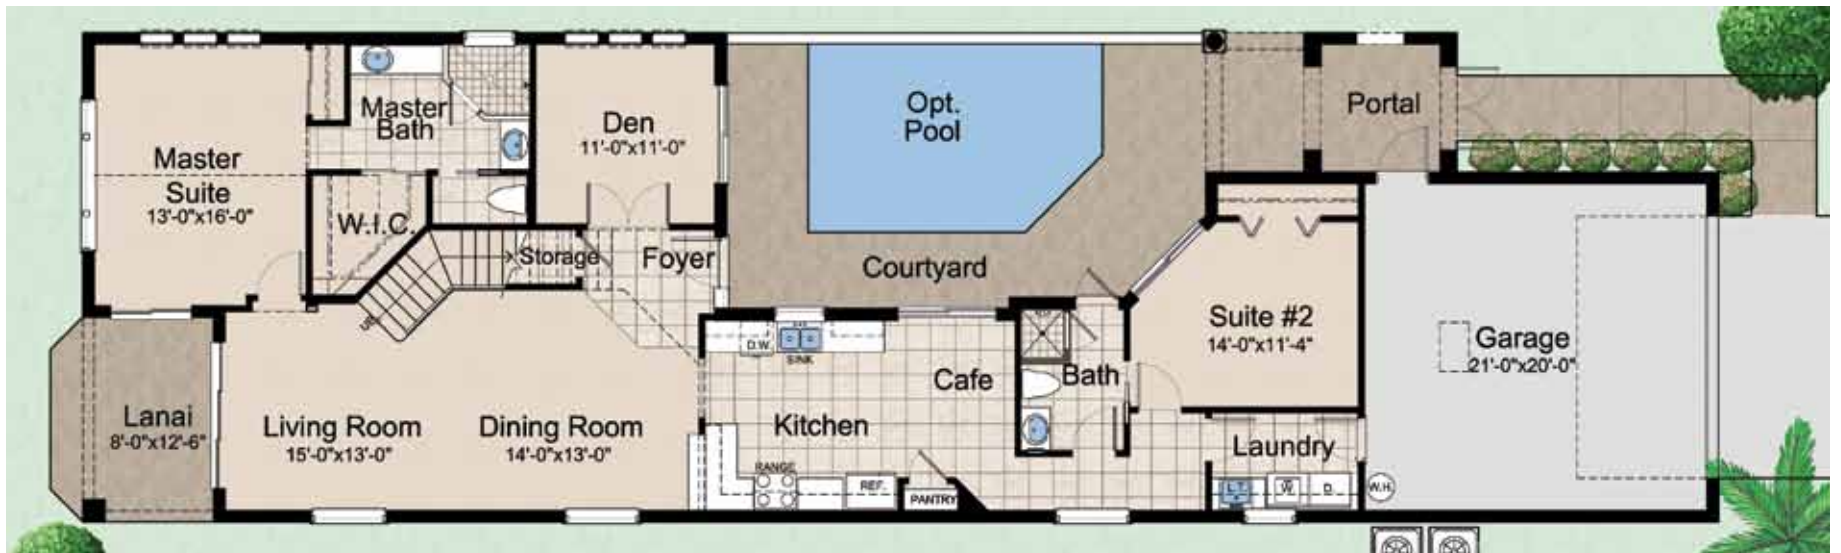 Master
Suite
13'-0"x16'-0"
Master
Bath
W.I.C.
Den
11'-0"x11'-0"
Opt.
Pool
Portal
Storage
Foyer
Courtyard
UP
Lanai
8'-0"x12'-6"
Living Room
15'-0"x13'-0"
Dining Room
14'-0"x13'-0"
D.W.
SINK
Cafe
Kitchen
RANGE
REF.
PANTRY
Bath
Suite #2
14'-0"x11'-4"
Laundry
L.T.
W
D.
W.H.
Garage
21'-0"x20'-0"